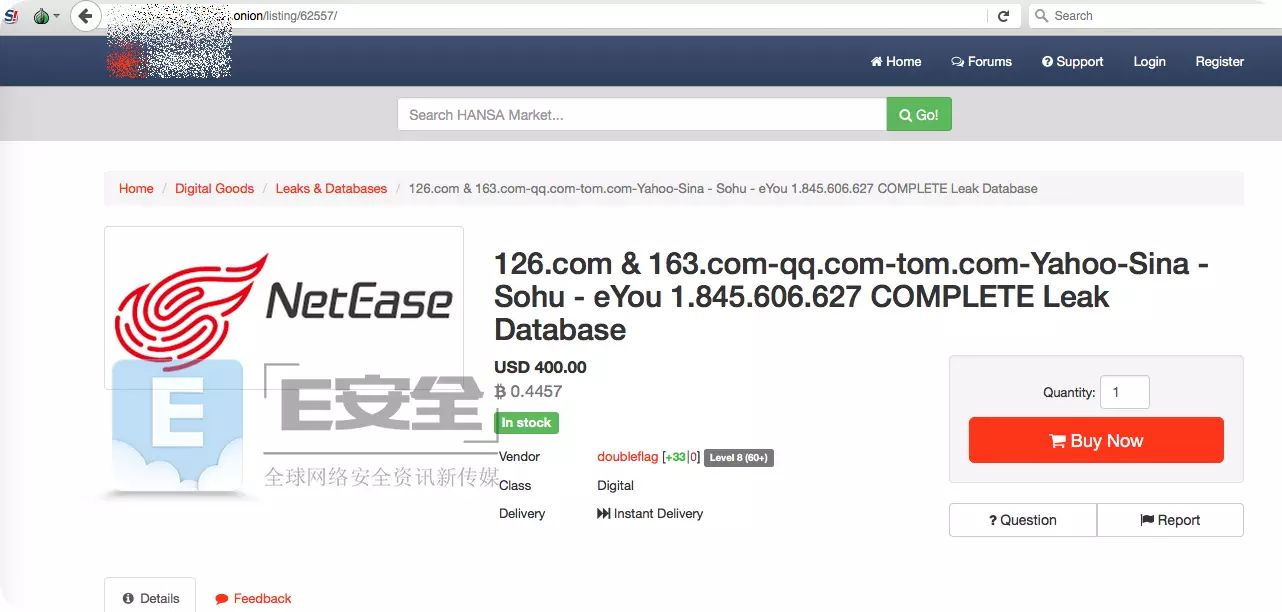 .onion/listing/62557/
Search
Home Forums Support Login Register
Search HANSA Market...
Go!
Home / Digital Goods / Leaks & Databases / 126.com & 163.com-qq.com-tom.com-Yahoo-Sina - Sohu - eYou 1.845.606.627 COMPLETE Leak Database
NetEase
E
E安全
全球网络安全资讯新传媒
126.com & 163.com-qq.com-tom.com-Yahoo-Sina -
Sohu - eYou 1.845.606.627 COMPLETE Leak
Database
USD 400.00
฿ 0.4457
In stock
Vendor doubleflag [+33|0] Level 8 (60+)
Class Digital
Delivery Instant Delivery
Quantity: 1
Buy Now
? Question
Report
Details
Feedback